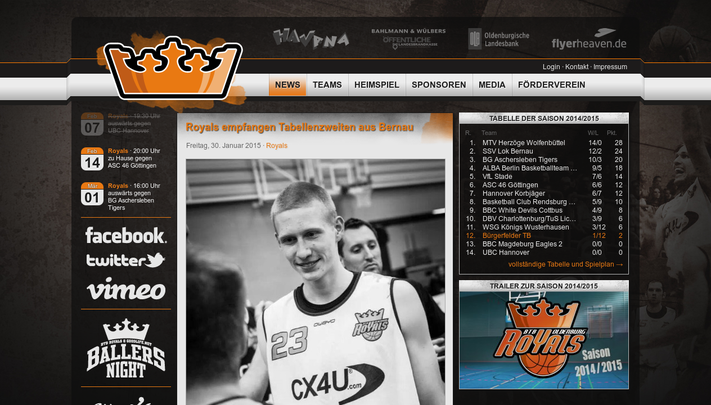 HAVANA
BAHLMANN & WÜLBERS
ÖFFENTLICHE
Oldenburgische
Landesbank
flyerheaven.de
Login · Kontakt · Impressum
NEWS
TEAMS
HEIMSPIEL
SPONSOREN
MEDIA
FÖRDERVEREIN
07
Royals · 19:30 Uhr
auswärts gegen
UBC Hannover
Feb
14
Royals · 20:00 Uhr
zu Hause gegen
ASC 46 Göttingen
Mär
01
Royals · 16:00 Uhr
auswärts gegen
BG Aschersleben
Tigers
facebook.
twitter
vimeo
BALLERS
NIGHT
Royals empfangen Tabellenzweiten aus Bernau
Freitag, 30. Januar 2015 · Royals
23
ROYALS
CX4U.com
TABELLE DER SAISON 2014/2015
R. Team W/L Pkt.
1. MTV Herzöge Wolfenbüttel 14/0 28
2. SSV Lok Bernau 12/2 24
3. BG Aschersleben Tigers 10/3 20
4. ALBA Berlin Basketballteam ... 9/5 18
5. VfL Stade 7/6 14
6. ASC 46 Göttingen 6/6 12
7. Hannover Korbjäger 6/7 12
8. Basketball Club Rendsburg ... 5/9 10
9. BBC White Devils Cottbus 4/9 8
10. DBV Charlottenburg/TuS Lic... 3/9 6
11. WSG Königs Wusterhausen 3/12 6
12. Bürgerfelder TB 1/12 2
13. BBC Magdeburg Eagles 2 0/0 0
14. UBC Hannover 0/0 0
vollständige Tabelle und Spielplan →
TRAILER ZUR SAISON 2014/2015
BTB OLDENBURG
ROYALS
Saison
2014/2015